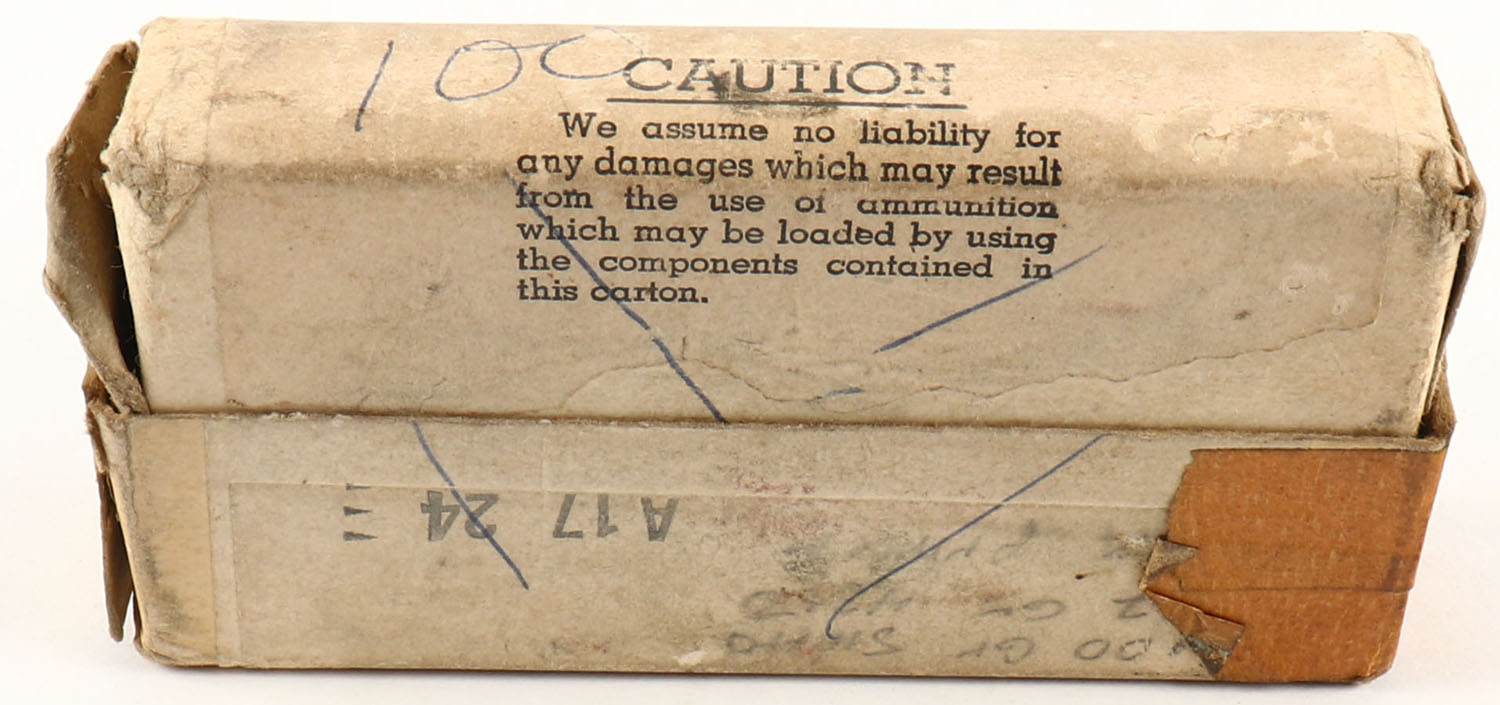 100
CAUTION
We assume no liability for
any damages which may result
from the use of ammunition
which may be loaded by using
the components contained in
this carton.
A17 24